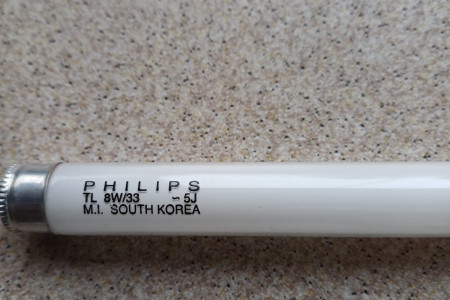 PHILIPS
TL 8W/33 ~ 5J
M.I. SOUTH KOREA